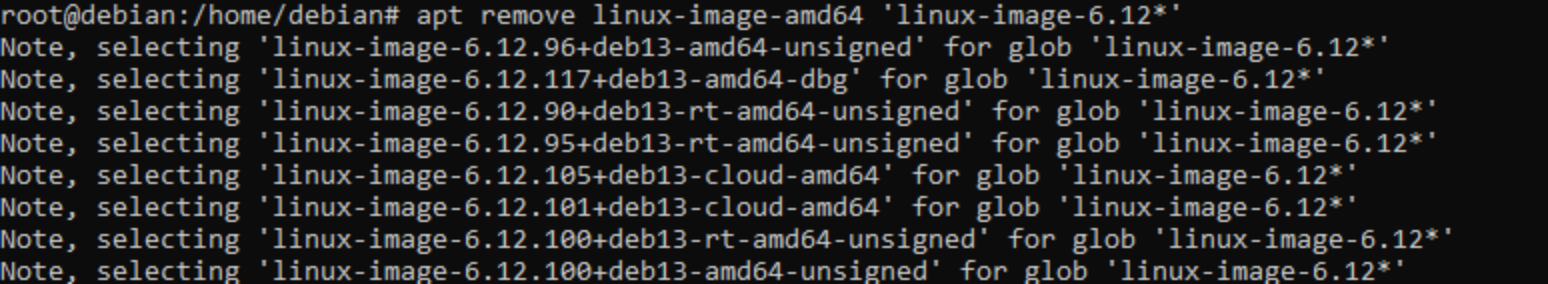 root@debian:/home/debian# apt remove linux-image-amd64 'linux-image-6.12*'
Note, selecting 'linux-image-6.12.96+deb13-amd64-unsigned' for glob 'linux-image-6.12*'
Note, selecting 'linux-image-6.12.117+deb13-amd64-dbg' for glob 'linux-image-6.12*'
Note, selecting 'linux-image-6.12.90+deb13-rt-amd64-unsigned' for glob 'linux-image-6.12*'
Note, selecting 'linux-image-6.12.95+deb13-rt-amd64-unsigned' for glob 'linux-image-6.12*'
Note, selecting 'linux-image-6.12.105+deb13-cloud-amd64' for glob 'linux-image-6.12*'
Note, selecting 'linux-image-6.12.101+deb13-cloud-amd64' for glob 'linux-image-6.12*'
Note, selecting 'linux-image-6.12.100+deb13-rt-amd64-unsigned' for glob 'linux-image-6.12*'
Note, selecting 'linux-image-6.12.100+deb13-amd64-unsigned' for glob 'linux-image-6.12*'